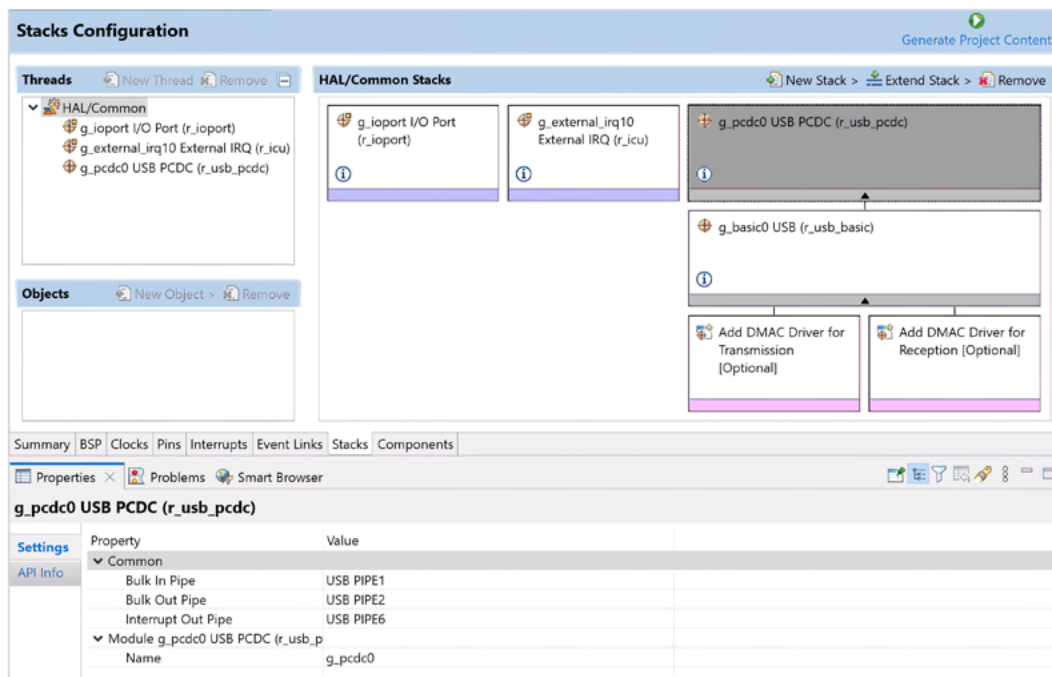 Stacks Configuration
Generate Project Content
Threads
New Thread
Remove
HAL/Common
g_ioport I/O Port (r_ioport)
g_external_irq10 External IRQ (r_icu)
g_pcdc0 USB PCDC (r_usb_pcdc)
Objects
New Object >
Remove
HAL/Common Stacks
New Stack >
Extend Stack >
Remove
g_ioport I/O Port
(r_ioport)
g_external_irq10
External IRQ (r_icu)
g_pcdc0 USB PCDC (r_usb_pcdc)
g_basic0 USB (r_usb_basic)
Add DMAC Driver for
Transmission
[Optional]
Add DMAC Driver for
Reception [Optional]
Summary BSP Clocks Pins Interrupts Event Links Stacks Components
Properties Problems Smart Browser
g_pcdc0 USB PCDC (r_usb_pcdc)
Settings
API Info
Property Value
Common
Bulk In Pipe USB PIPE1
Bulk Out Pipe USB PIPE2
Interrupt Out Pipe USB PIPE6
Module g_pcdc0 USB PCDC (r_usb_p
Name g_pcdc0